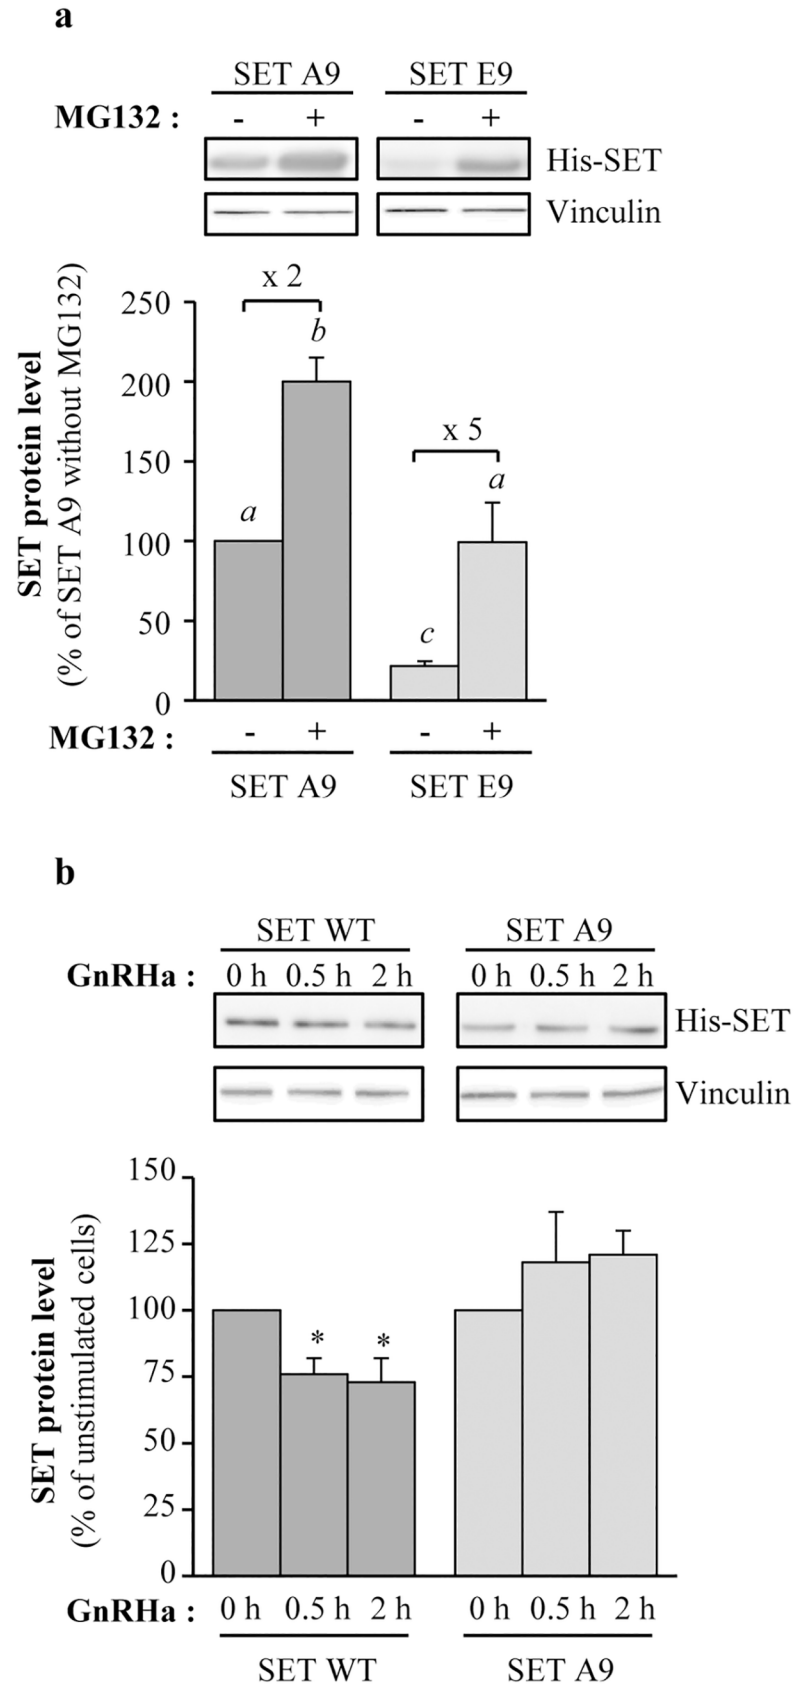 a
SET A9 SET E9
MG132 : - + - +
His-SET
Vinculin
SET protein level
(% of SET A9 without MG132)
250
200
150
100
50
0
x 2
x 5
a
b
c
a
MG132 : - + - +
SET A9 SET E9
b
SET WT SET A9
GnRHa : 0 h 0.5 h 2 h 0 h 0.5 h 2 h
His-SET
Vinculin
SET protein level
(% of unstimulated cells)
150
125
100
75
50
25
0
* *
GnRHa : 0 h 0.5 h 2 h 0 h 0.5 h 2 h
SET WT SET A9